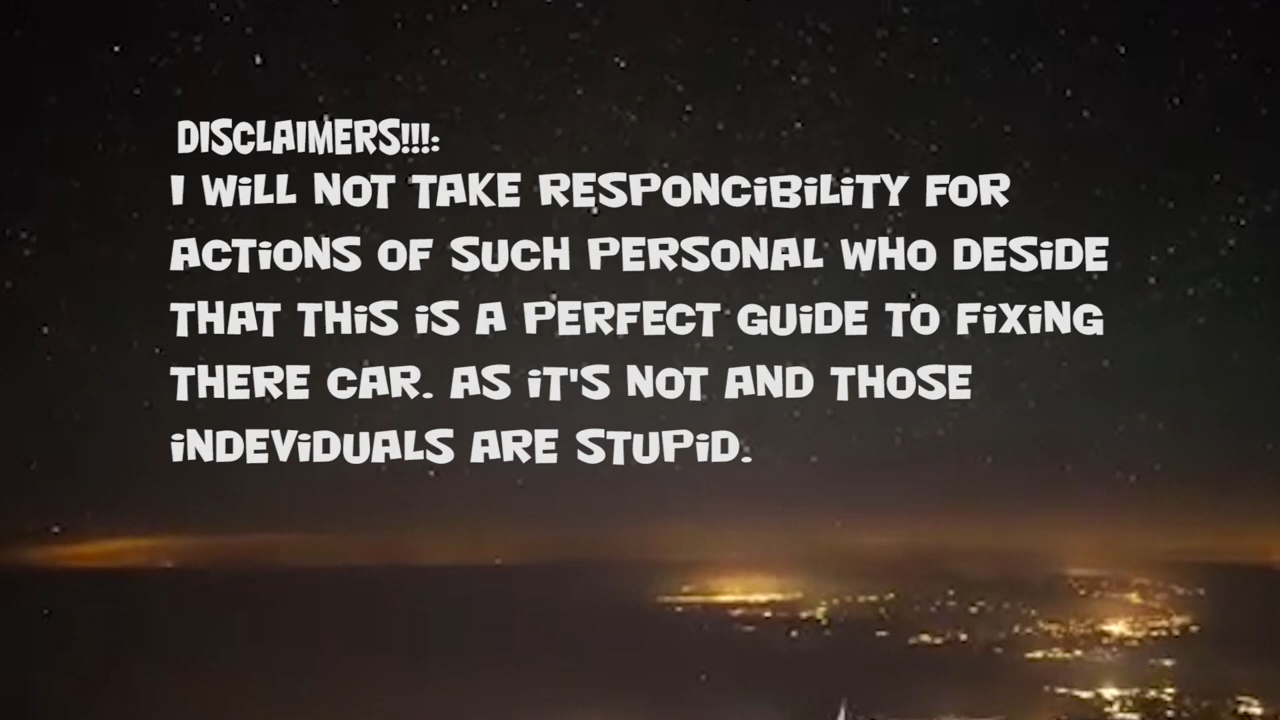 DISCLAIMERS!!!:
I WiLL NOT TAKE RESPONCiBiLiTY FOR
ACTiONS OF SUCH PERSONAL WHO DESiDE
THAT THiS iS A PERFECT GUiDE TO FiXiNG
THERE CAR. AS iT'S NOT AND THOSE
iNDEViDUALS ARE STUPiD.